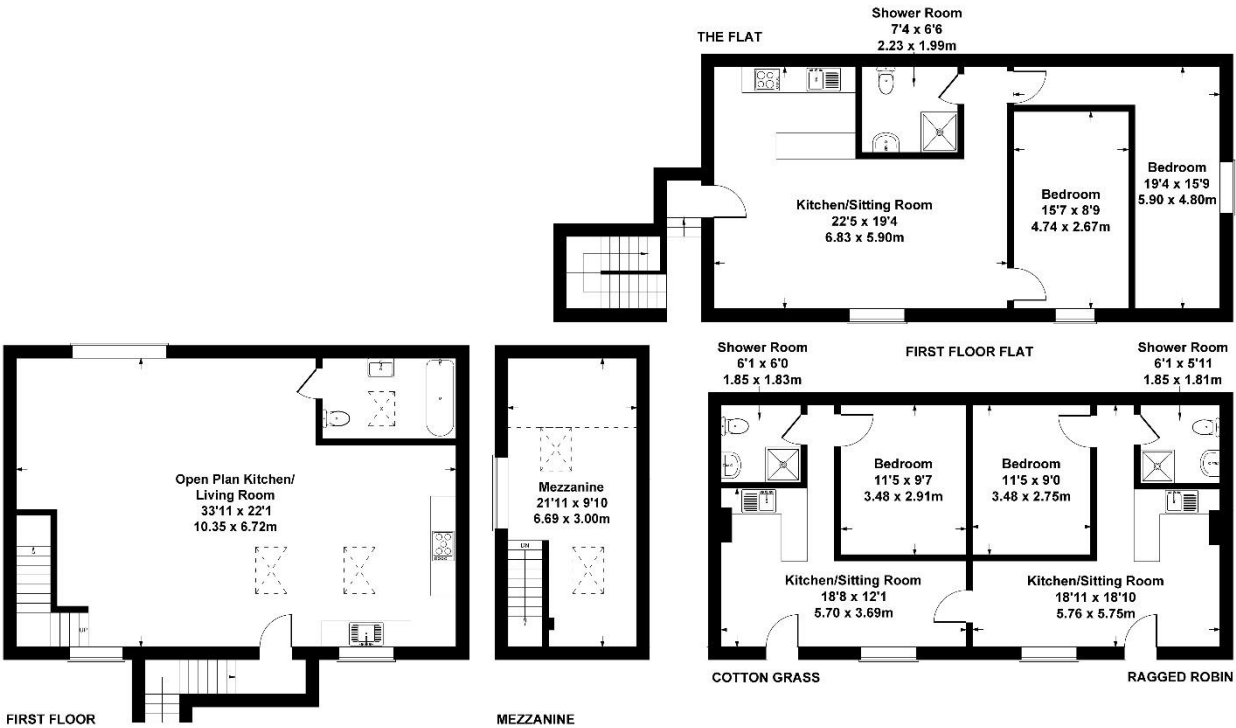 THE FLAT
Shower Room
7'4 x 6'6
2.23 x 1.99m
Kitchen/Sitting Room
22'5 x 19'4
6.83 x 5.90m
Bedroom
15'7 x 8'9
4.74 x 2.67m
Bedroom
19'4 x 15'9
5.90 x 4.80m
FIRST FLOOR FLAT
Open Plan Kitchen/
Living Room
33'11 x 22'1
10.35 x 6.72m
UP
FIRST FLOOR
Mezzanine
21'11 x 9'10
6.69 x 3.00m
DN
MEZZANINE
Shower Room
6'1 x 6'0
1.85 x 1.83m
Shower Room
6'1 x 5'11
1.85 x 1.81m
Bedroom
11'5 x 9'7
3.48 x 2.91m
Bedroom
11'5 x 9'0
3.48 x 2.75m
Kitchen/Sitting Room
18'8 x 12'1
5.70 x 3.69m
Kitchen/Sitting Room
18'11 x 18'10
5.76 x 5.75m
COTTON GRASS
RAGGED ROBIN